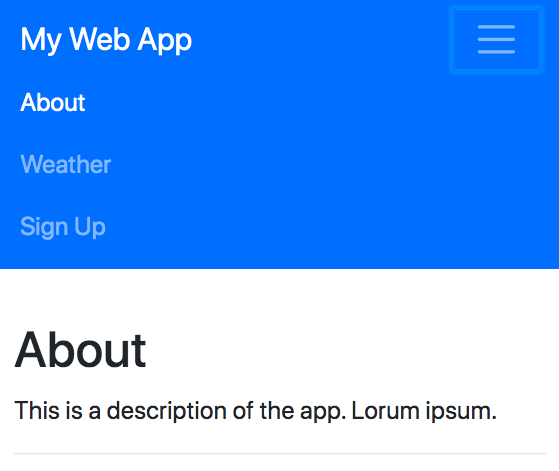 My Web App
About
Weather
Sign Up
About
This is a description of the app. Lorum ipsum.